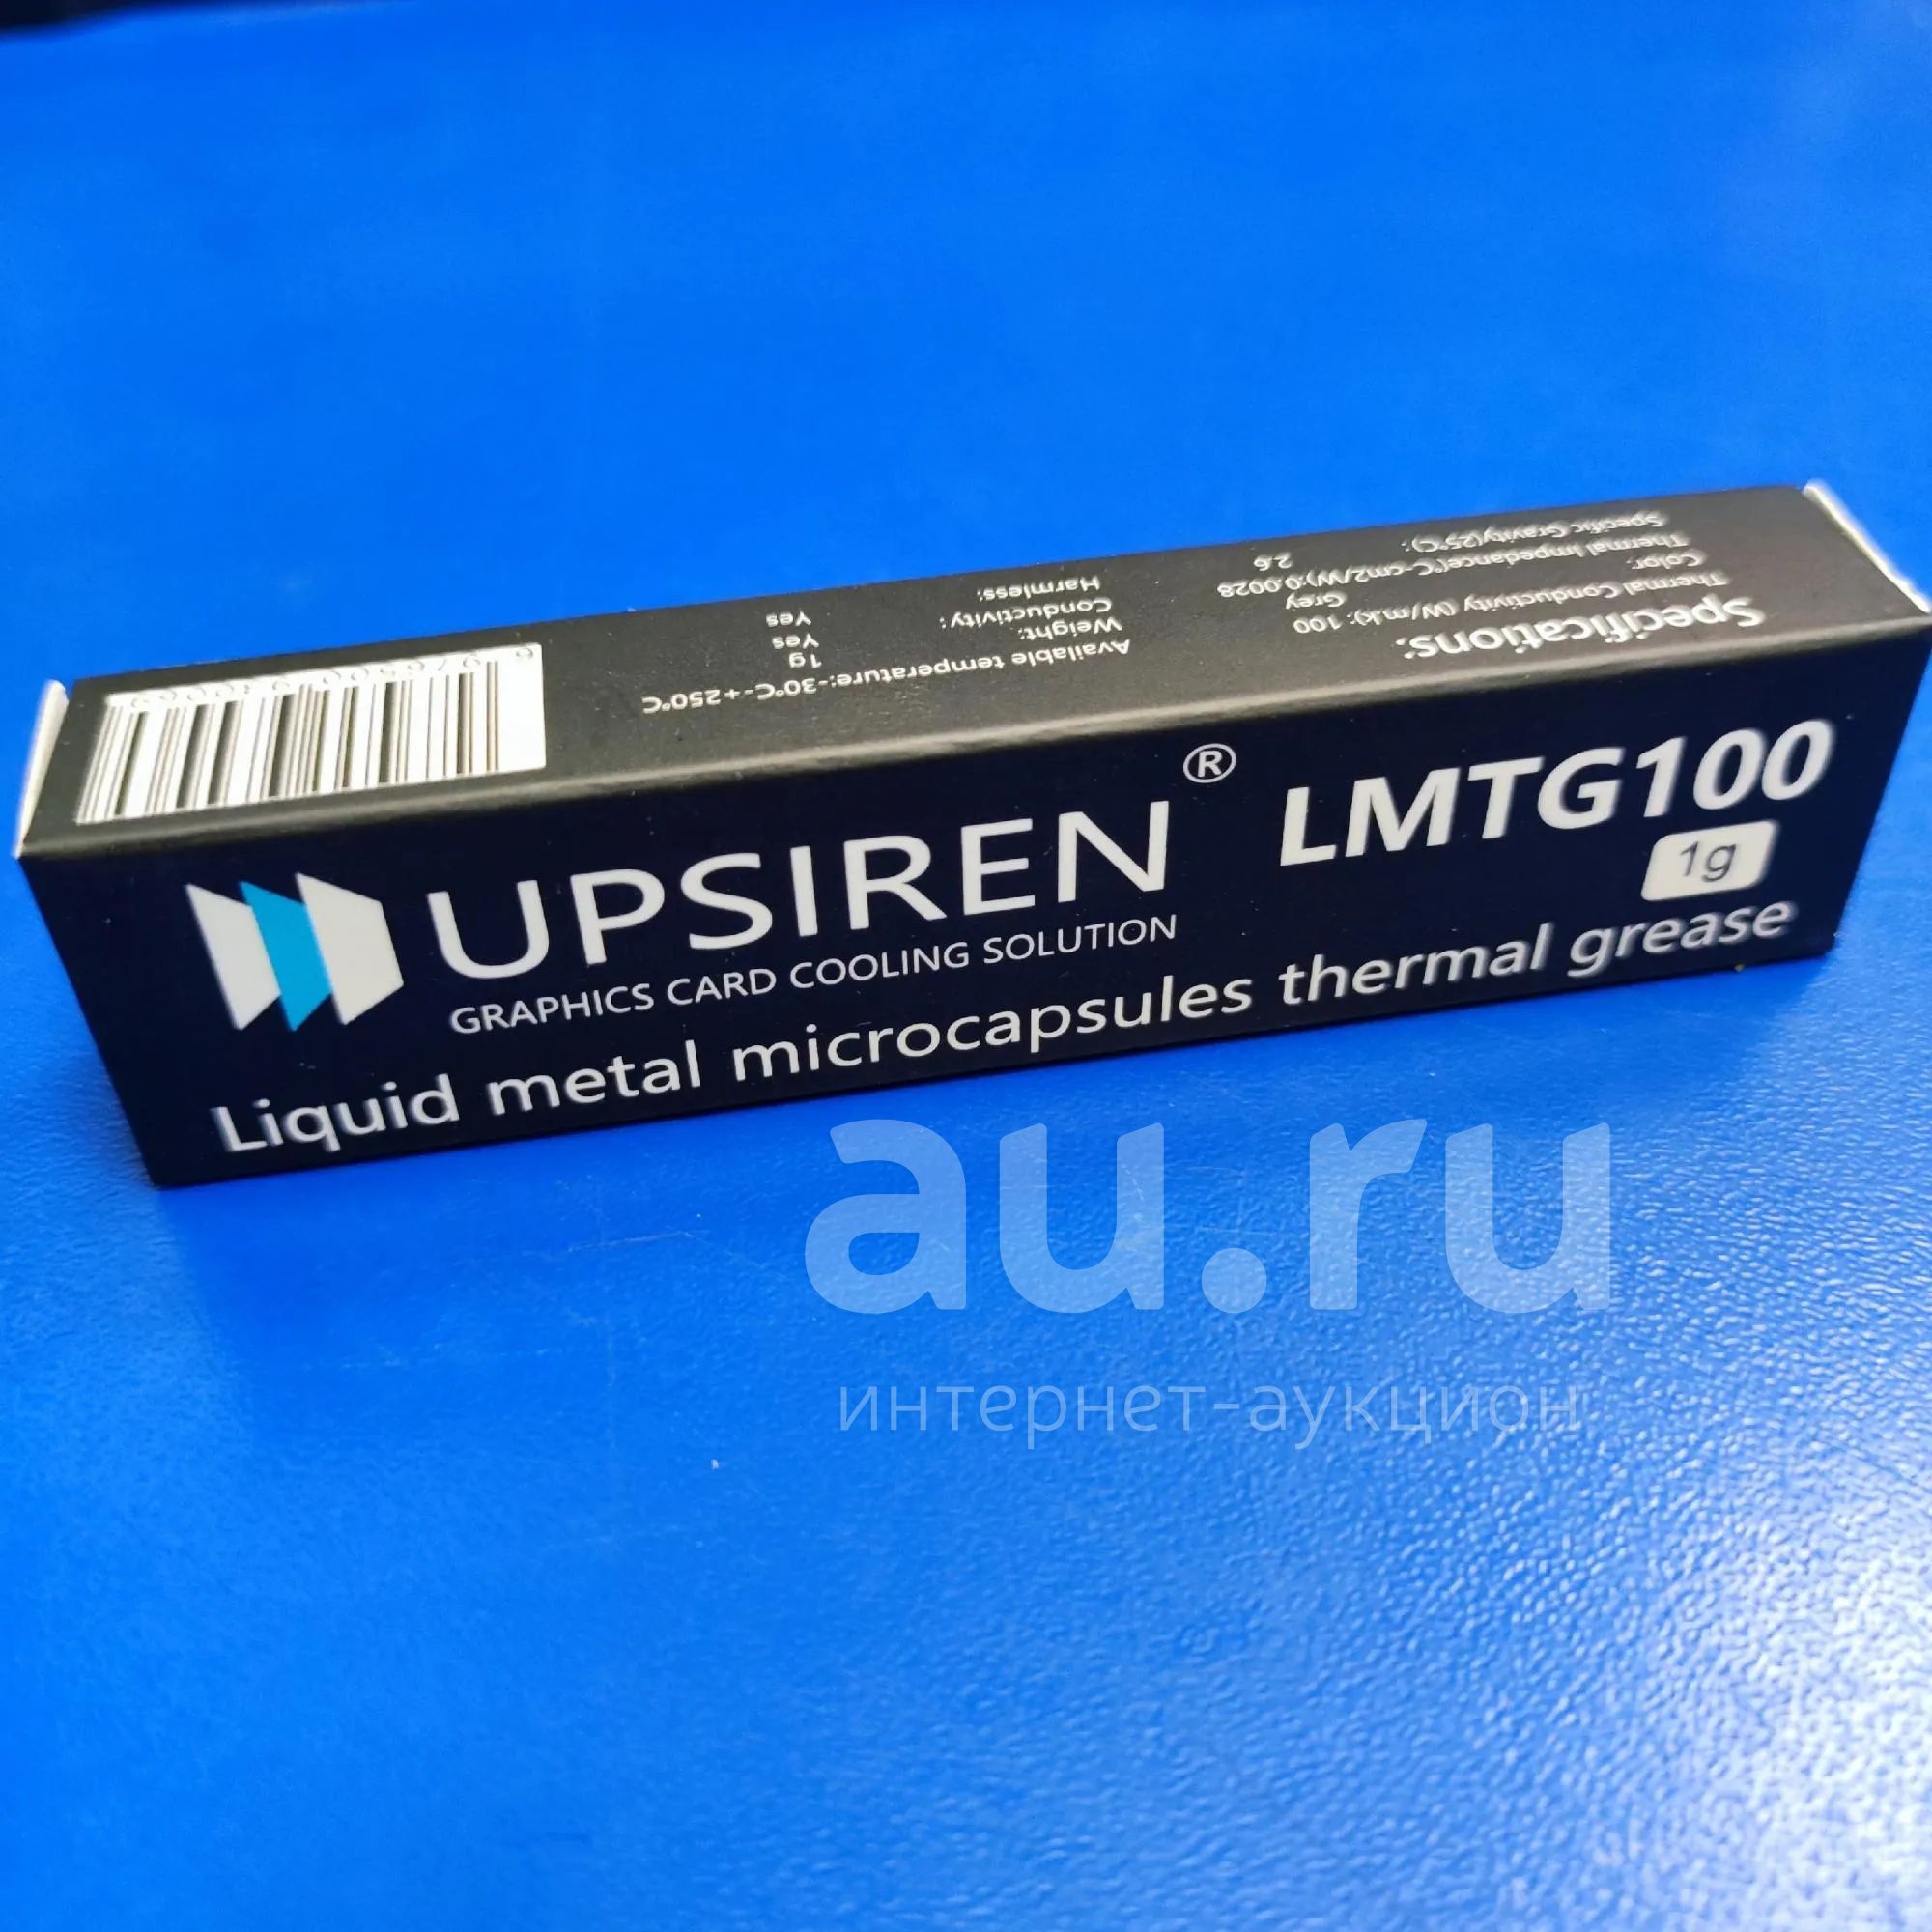 UPSIREN® LMTG100
1g
GRAPHICS CARD COOLING SOLUTION
Liquid metal microcapsules thermal grease
Specifications:
Thermal Conductivity (W/m.k): 100
Color: Grey
Thermal Impedance(°C-cm2/W):0.0028
Specific Gravity(25°C): 2.6
Available temperature:-30°C-+250°C
Weight: 1g
Conductivity: Yes
Harmless: Yes
au.ru
интернет-аукцион